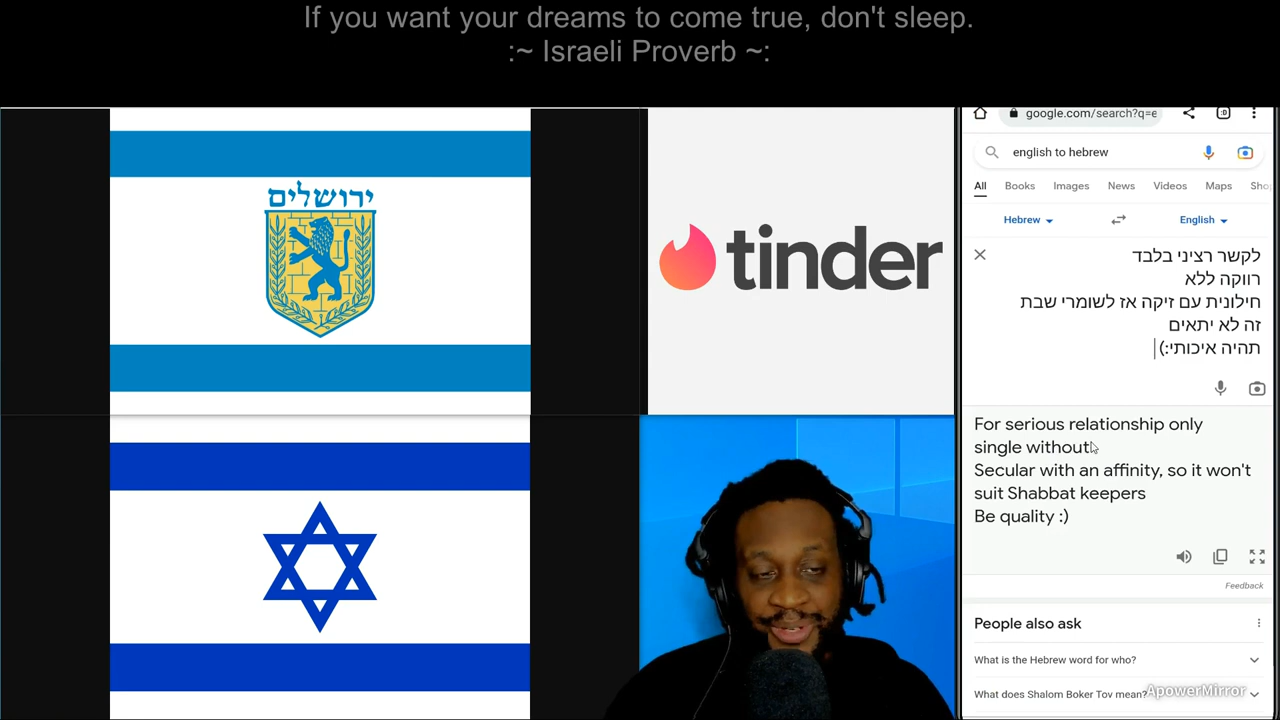 If you want your dreams to come true, don't sleep.
:~ Israeli Proverb ~:
ירושלים
tinder
google.com/search?q=e
:D
english to hebrew
All Books Images News Videos Maps Sho
Hebrew English
לקשר רציני בלבד
רווקה ללא
חילונית עם זיקה אז לשומרי שבת
זה לא יתאים
תהיה איכותי:)
For serious relationship only
single without
Secular with an affinity, so it won't
suit Shabbat keepers
Be quality :)
Feedback
People also ask
What is the Hebrew word for who?
What does Shalom Boker Tov mean?
ApowerMirror